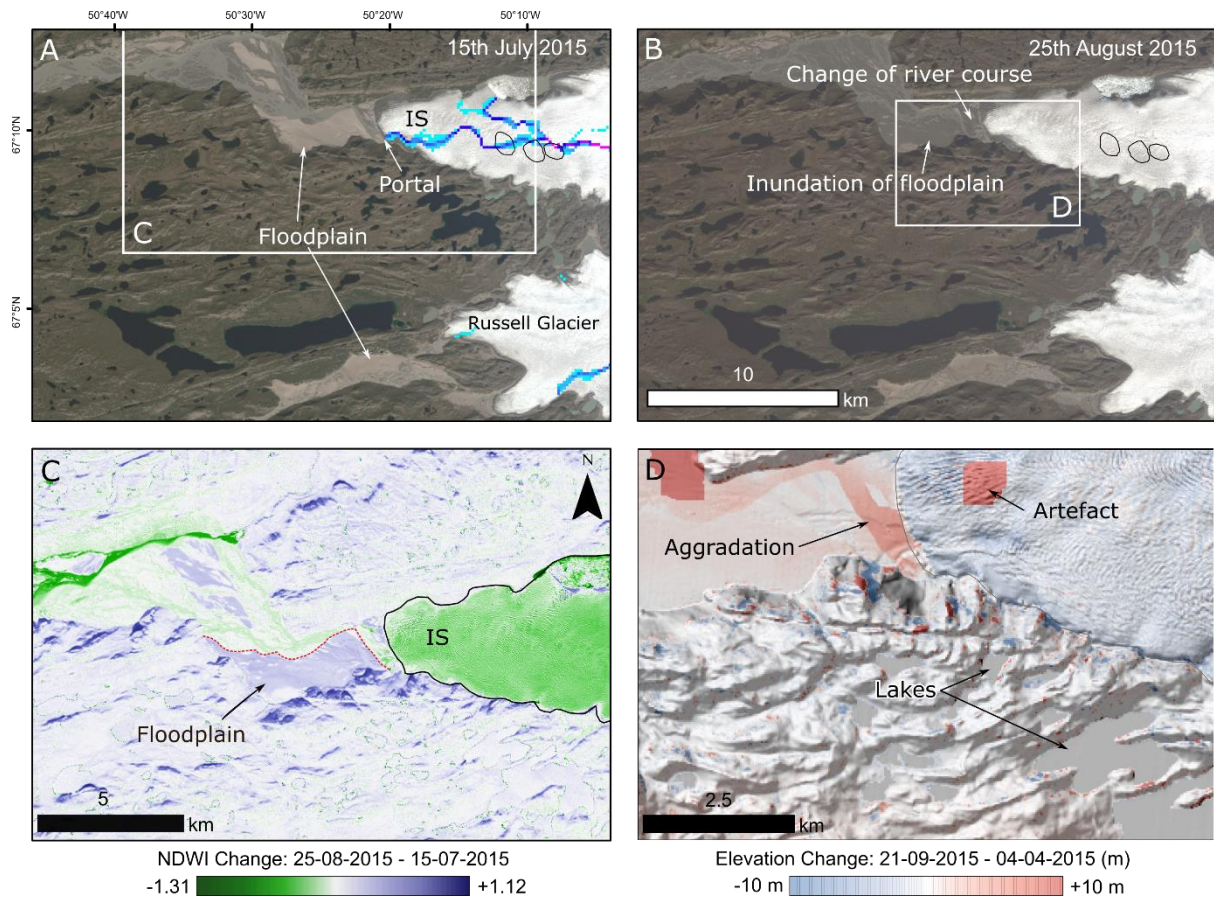 50°40'W 50°30'W 50°20'W 50°10'W
A
15th July 2015
IS
Portal
C
Floodplain
Russell Glacier
67°10'N
67°5'N
B
25th August 2015
Change of river course
Inundation of floodplain
D
10
km
C
N
IS
Floodplain
5
km
NDWI Change: 25-08-2015 - 15-07-2015
-1.31 +1.12
D
Artefact
Aggradation
Lakes
2.5
km
Elevation Change: 21-09-2015 - 04-04-2015 (m)
-10 m +10 m